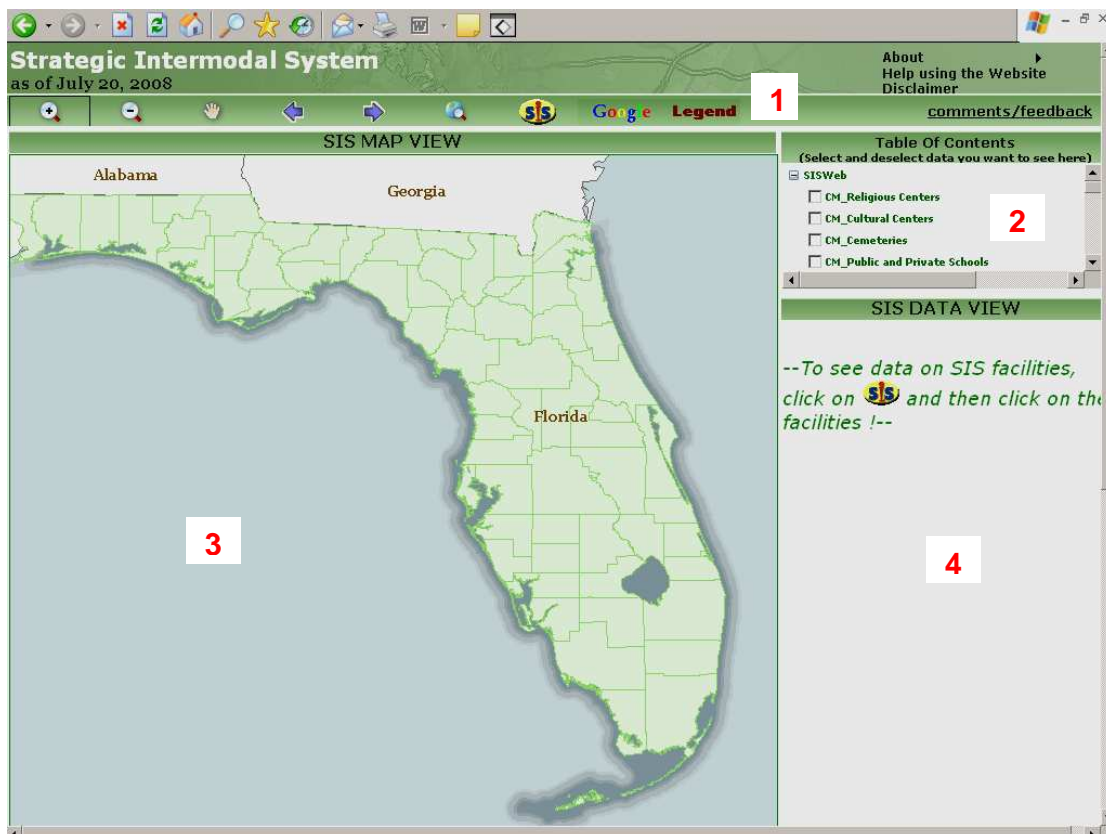 Strategic Intermodal System
as of July 20, 2008
About
Help using the Website
Disclaimer
sis
Google
Legend
1
comments/feedback
SIS MAP VIEW
Table Of Contents
(Select and deselect data you want to see here)
SISWeb
CM_Religious Centers
CM_Cultural Centers
CM_Cemeteries
CM_Public and Private Schools
2
Alabama
Georgia
Florida
3
SIS DATA VIEW
--To see data on SIS facilities,
click on sis and then click on the
facilities !--
4